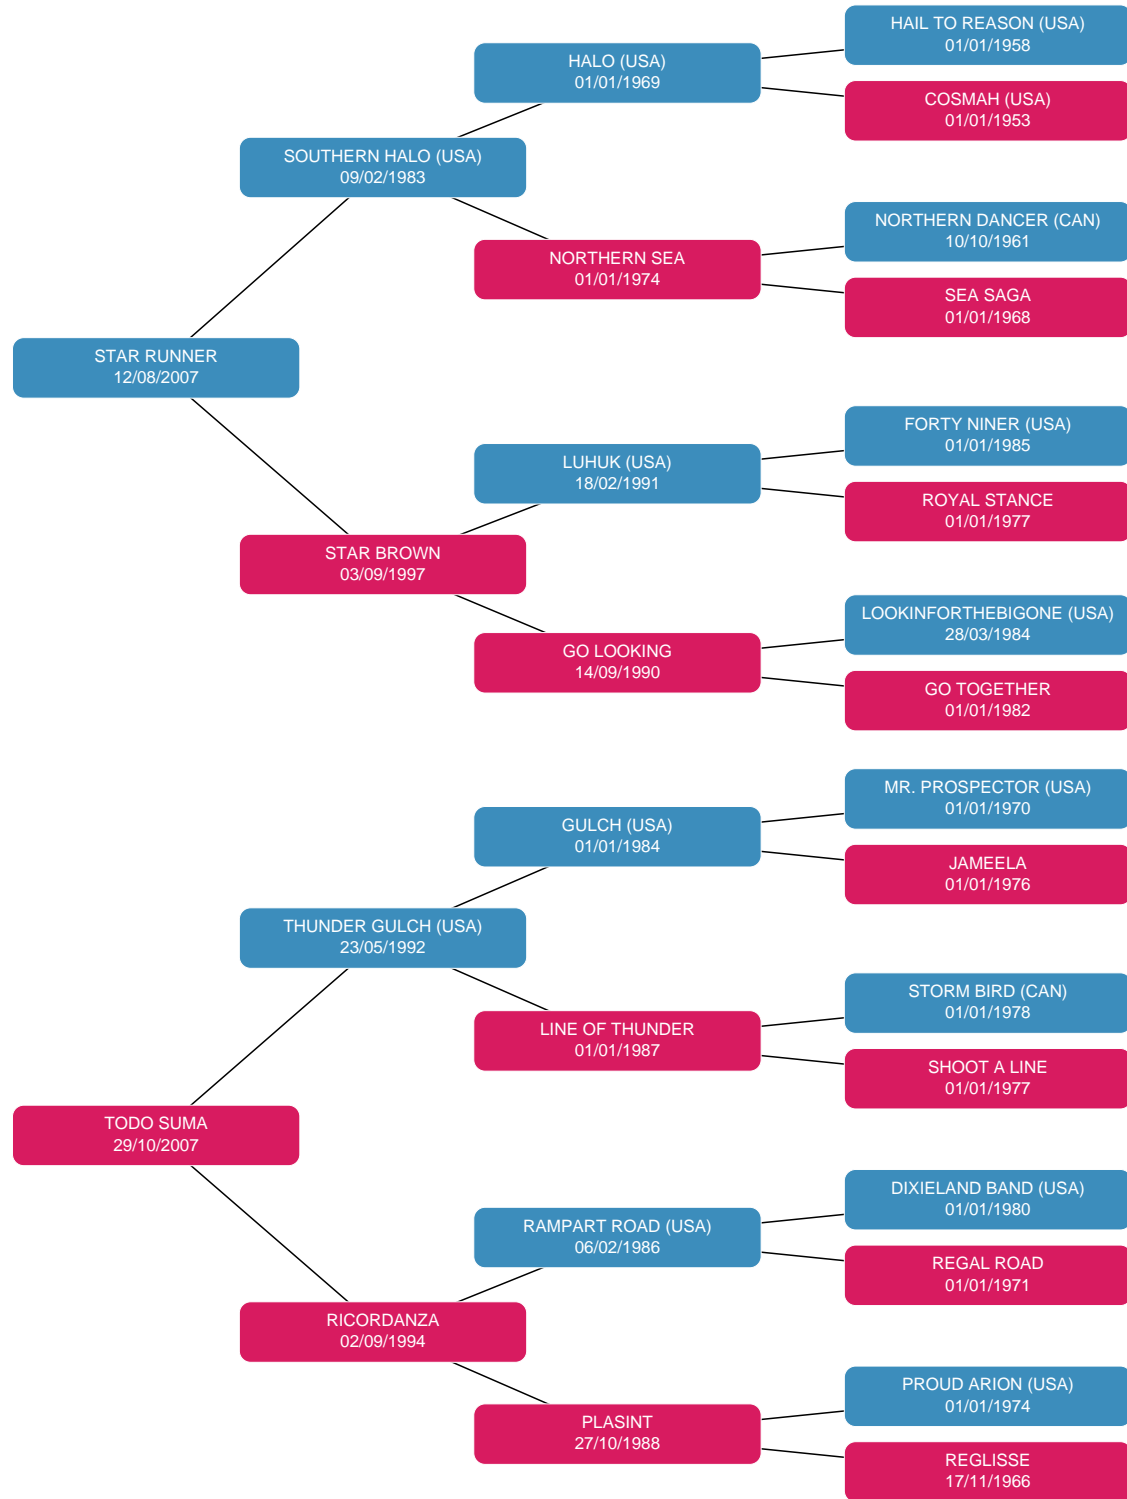 HAIL TO REASON (USA)
01/01/1958
HALO (USA)
01/01/1969
COSMAH (USA)
01/01/1953
SOUTHERN HALO (USA)
09/02/1983
NORTHERN DANCER (CAN)
10/10/1961
NORTHERN SEA
01/01/1974
SEA SAGA
01/01/1968
STAR RUNNER
12/08/2007
FORTY NINER (USA)
01/01/1985
LUHUK (USA)
18/02/1991
ROYAL STANCE
01/01/1977
STAR BROWN
03/09/1997
LOOKINFORTHEBIGONE (USA)
28/03/1984
GO LOOKING
14/09/1990
GO TOGETHER
01/01/1982
MR. PROSPECTOR (USA)
01/01/1970
GULCH (USA)
01/01/1984
JAMEELA
01/01/1976
THUNDER GULCH (USA)
23/05/1992
STORM BIRD (CAN)
01/01/1978
LINE OF THUNDER
01/01/1987
SHOOT A LINE
01/01/1977
TODO SUMA
29/10/2007
DIXIELAND BAND (USA)
01/01/1980
RAMPART ROAD (USA)
06/02/1986
REGAL ROAD
01/01/1971
RICORDANZA
02/09/1994
PROUD ARION (USA)
01/01/1974
PLASINT
27/10/1988
REGLISSE
17/11/1966